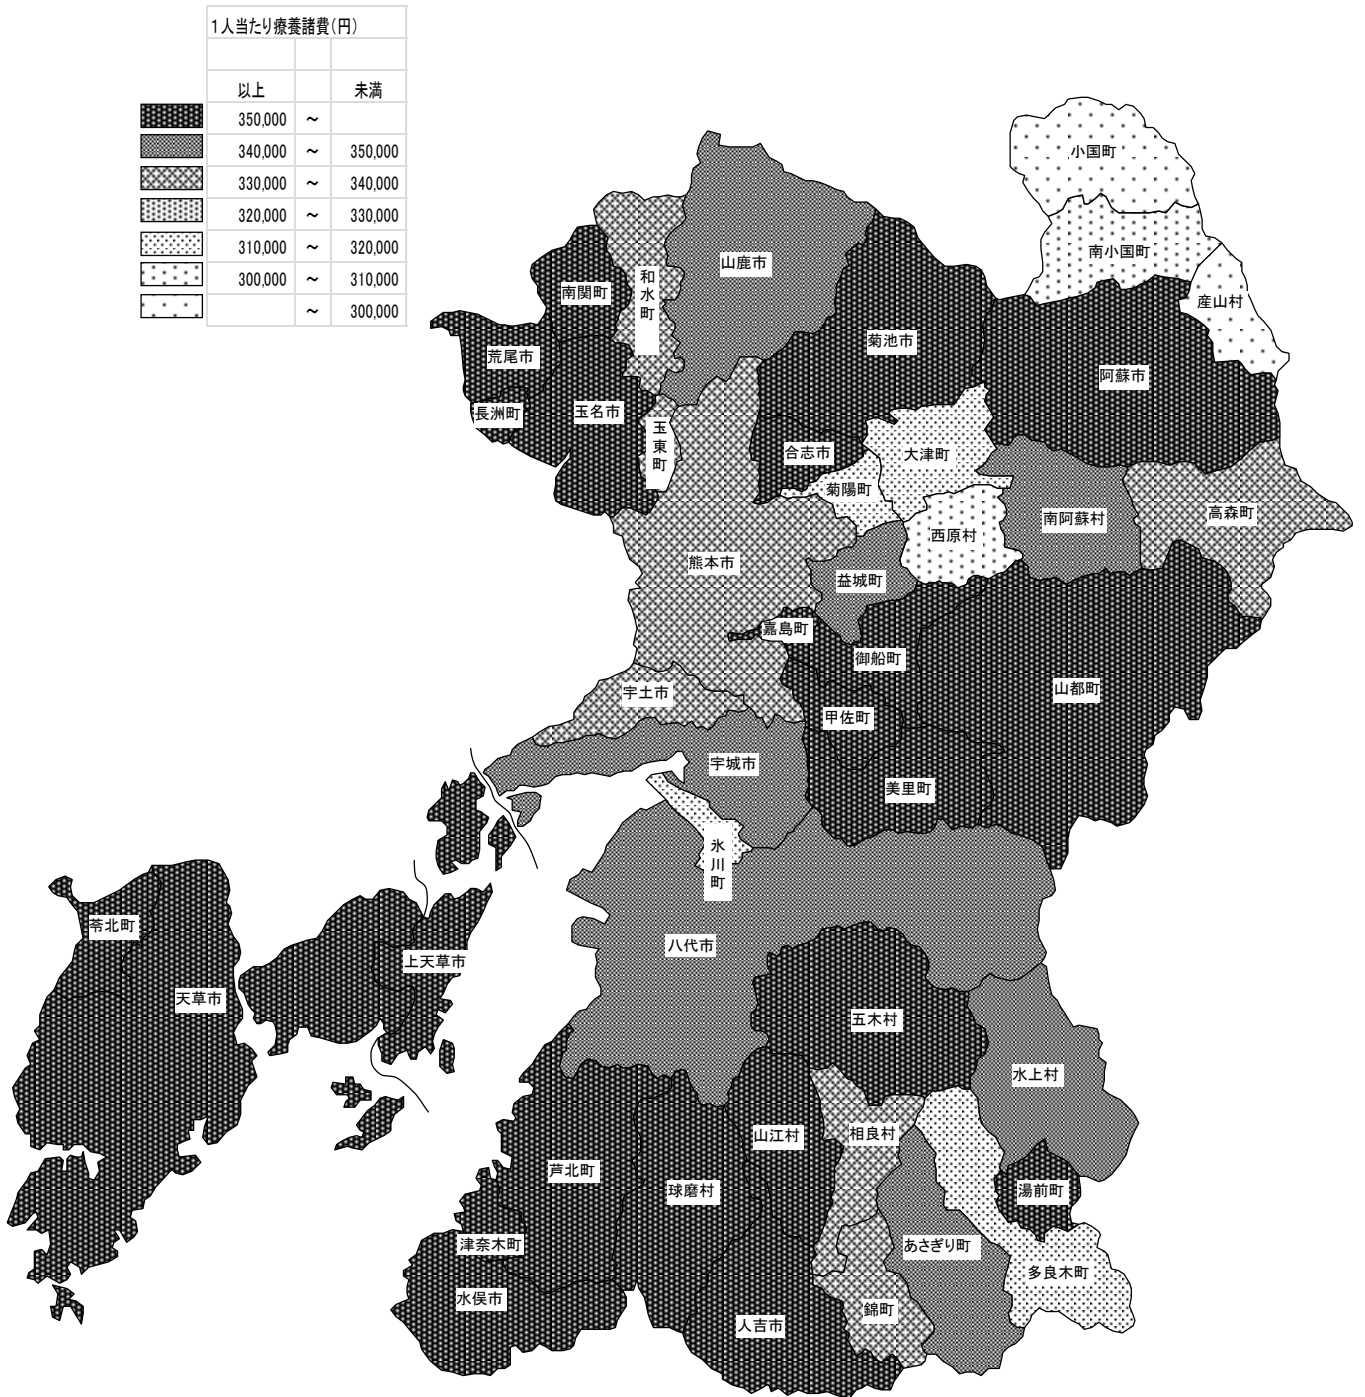 1人当たり療養諸費(円)
以上 未満
350,000 ～
340,000 ～ 350,000
330,000 ～ 340,000
320,000 ～ 330,000
310,000 ～ 320,000
300,000 ～ 310,000
～ 300,000
小国町
南小国町
産山村
山鹿市
和水町
南関町
菊池市
荒尾市
阿蘇市
長洲町
玉名市
玉東町
合志市
大津町
菊陽町
西原村
南阿蘇村
高森町
熊本市
益城町
嘉島町
御船町
山都町
宇土市
甲佐町
宇城市
美里町
氷川町
苓北町
八代市
上天草市
天草市
五木村
水上村
山江村
相良村
芦北町
球磨村
湯前町
津奈木町
あさぎり町
多良木町
水俣市
錦町
人吉市